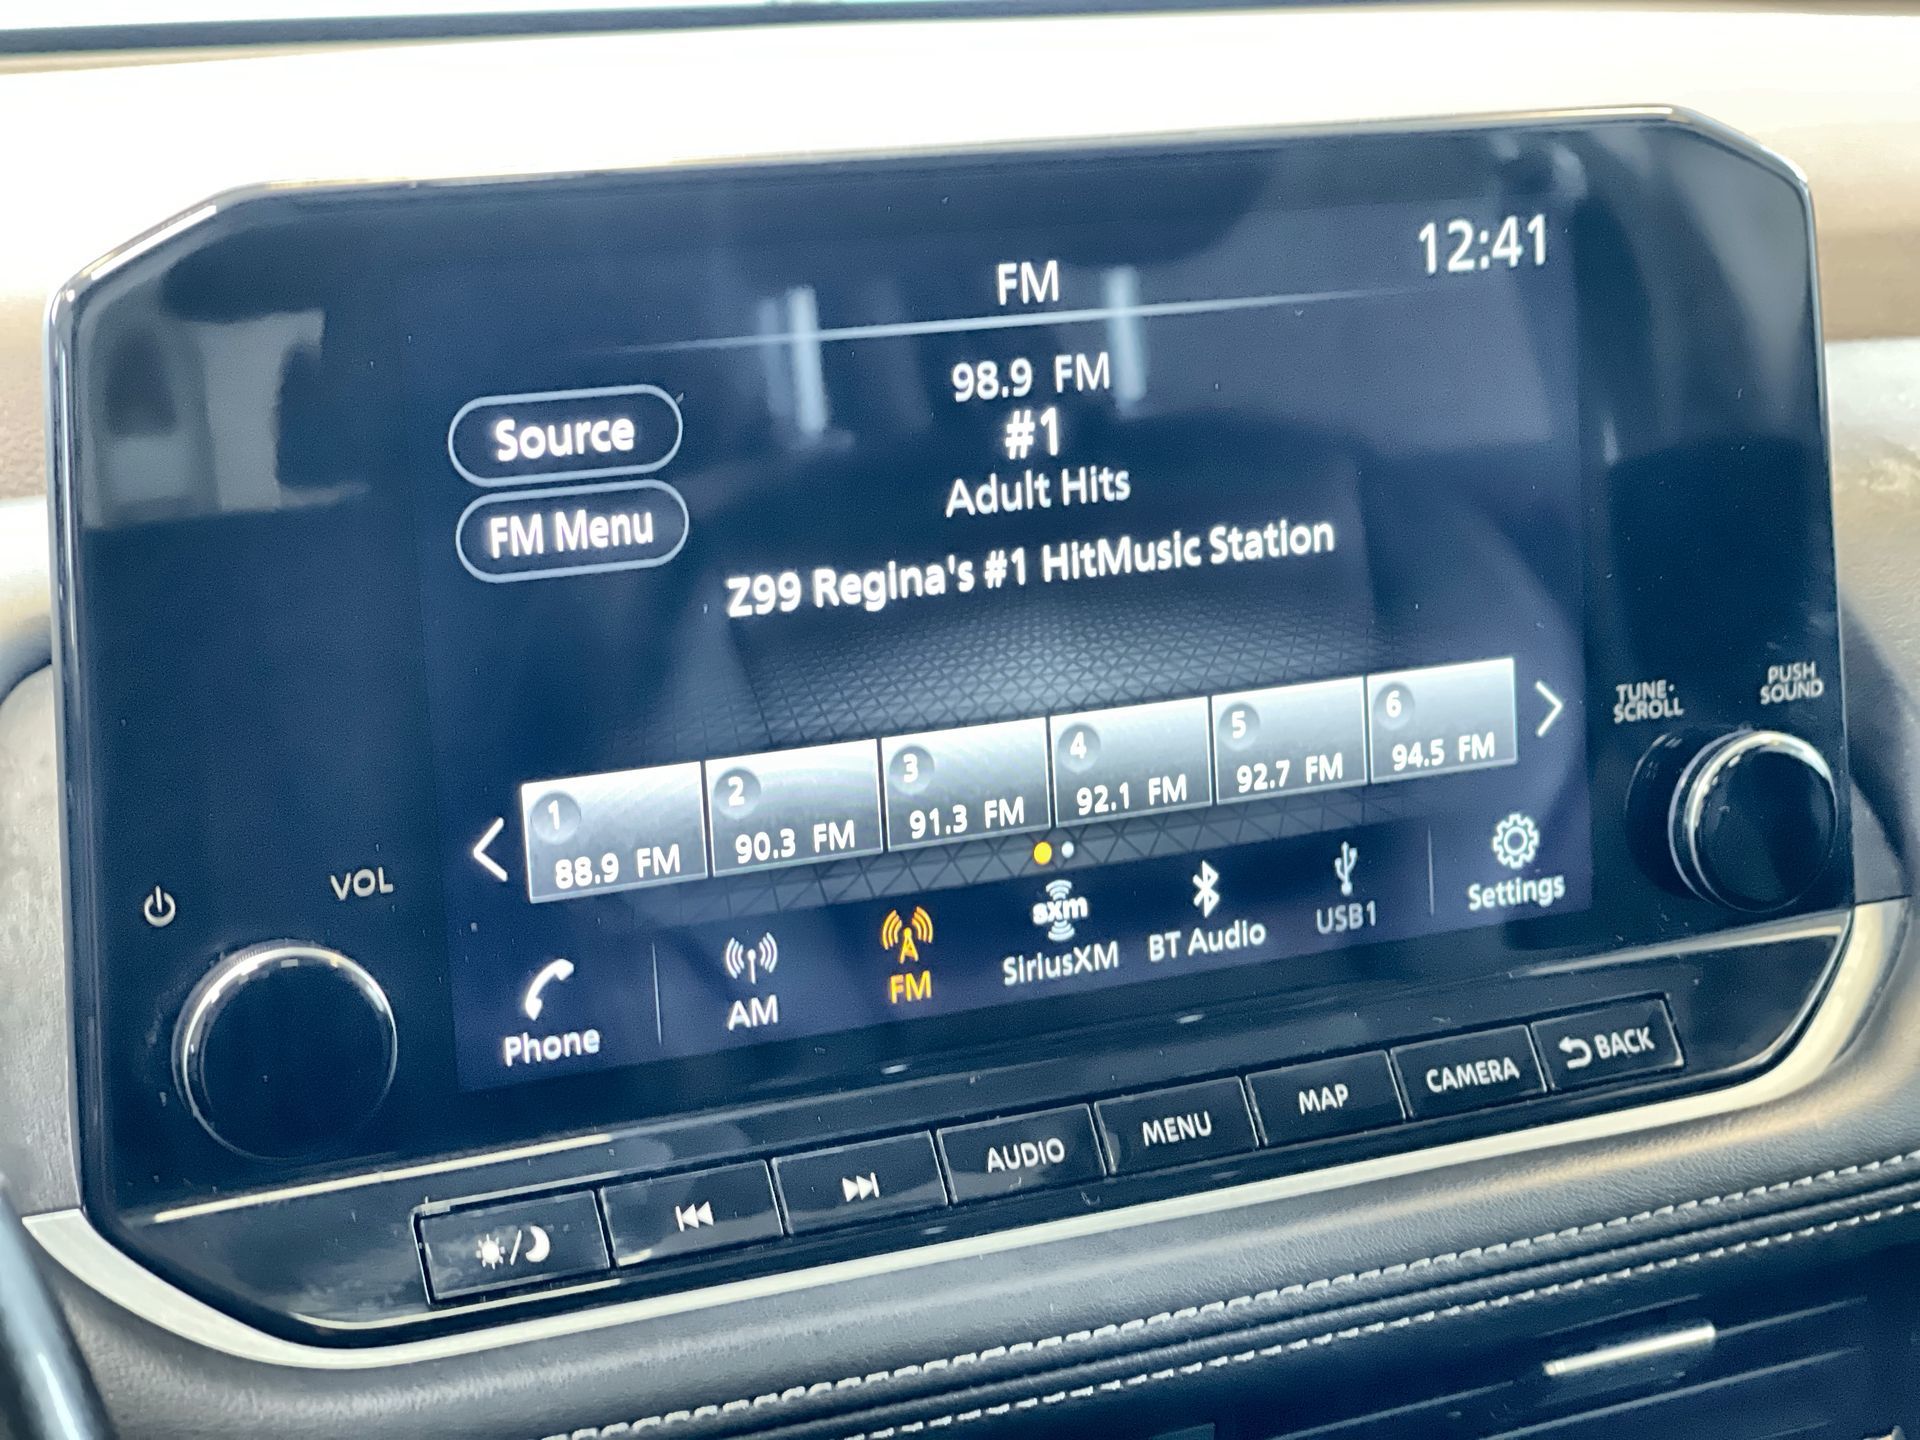 12:41
FM
98.9 FM
#1
Adult Hits
Z99 Regina's #1 HitMusic Station
Source
FM Menu
1 2 3 4 5 6
88.9 FM 90.3 FM 91.3 FM 92.1 FM 92.7 FM 94.5 FM
TUNE·
SCROLL
PUSH
SOUND
VOL
Phone
AM
FM
sxm
SiriusXM
BT Audio
USB1
Settings
AUDIO
MENU
MAP
CAMERA
BACK